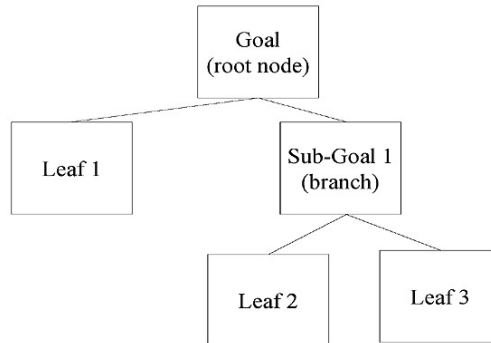 Goal
(root node)
Leaf 1
Sub-Goal 1
(branch)
Leaf 2
Leaf 3